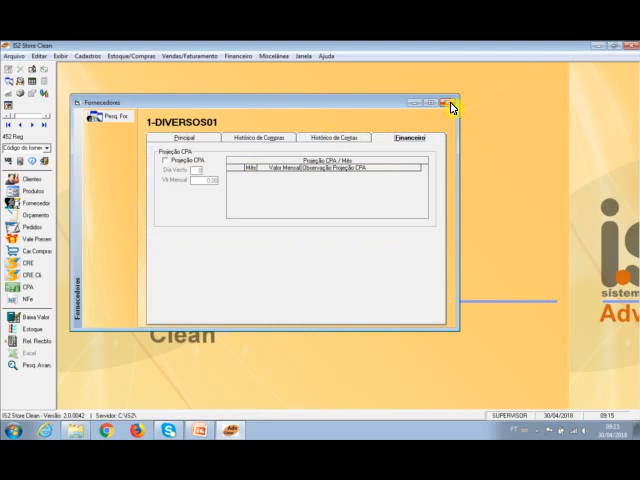 IS2 Store Clean
Arquivo Editar Exibir Cadastros Estoque/Compras Vendas/Faturamento Financeiro Miscelânea Janela Ajuda
452 Reg
Código do fornec
Clientes
Produtos
Fornecedor
Orçamento
Pedidos
Vale Presen
Car.Compra
CRE
CRE Cli.
CPA
NFe
Baixa Valor
Estoque
Rel. Recbto
Excel
Pesq. Avan.
Fornecedores
Pesq. For.
1-DIVERSOS01
Principal Histórico de Compras Histórico de Contas Financeiro
Projeção CPA
Projeção CPA
Dia Vecto 0
Vlr Mensal 0,00
Projeção CPA / Mês
Mês Valor Mensal Observação Projeção CPA
Fornecedores
Clean
i.S
sistem
Adv
IS2 Store Clean - Versão: 2.0.0042 | Servidor: C:\IS2\
SUPERVISOR 30/04/2018 09:15
PT
09:15
30/04/2018